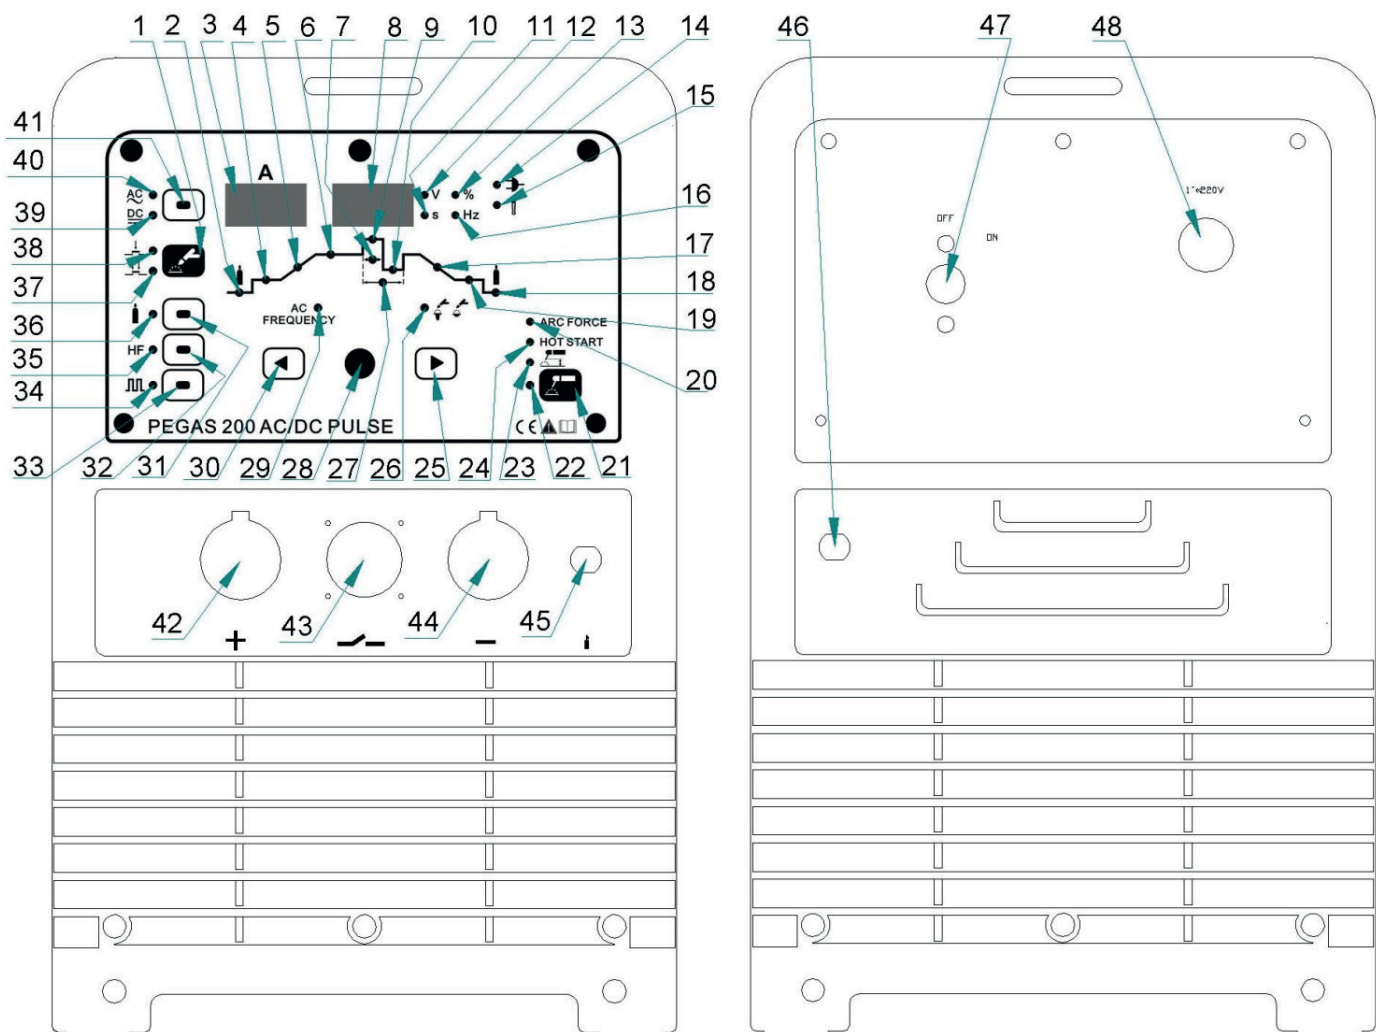 1 2 3 4 5 6 7 8 9 10 11 12 13 14
15
16
17
18
19
20
21
41
40
39
38
37
36
35
34
33 32 31 30 29 28 27 26 25 24 23 22
A
AC
DC
V %
s Hz
AC
FREQUENCY
HF
ARC FORCE
HOT START
PEGAS 200 AC/DC PULSE
CE
42 43 44 45
+ −
46 47 48
OFF
ON
1~220V